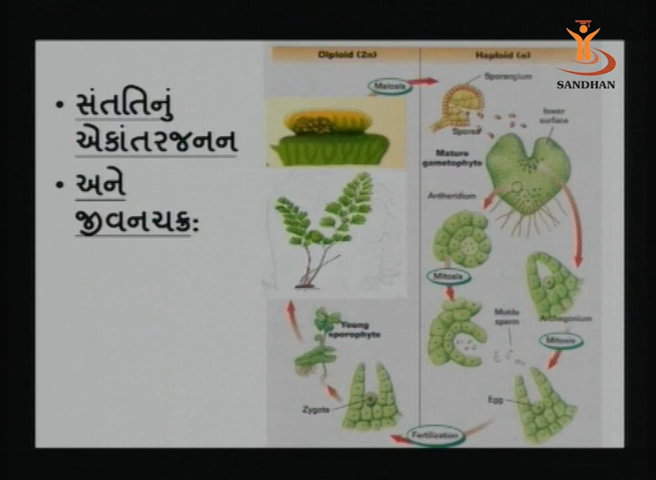 SANDHAN
• સંતતિનું
એકાંતરજનન
• અને
જીવનચક્ર:
Diploid (2n)
Haploid (n)
Meiosis
Sporangium
Spores
lower
surface
Mature
gametophyte
Antheridium
Mitosis
Archegonium
Motile
sperm
Mitosis
Young
sporophyte
Zygote
Egg
Fertilization